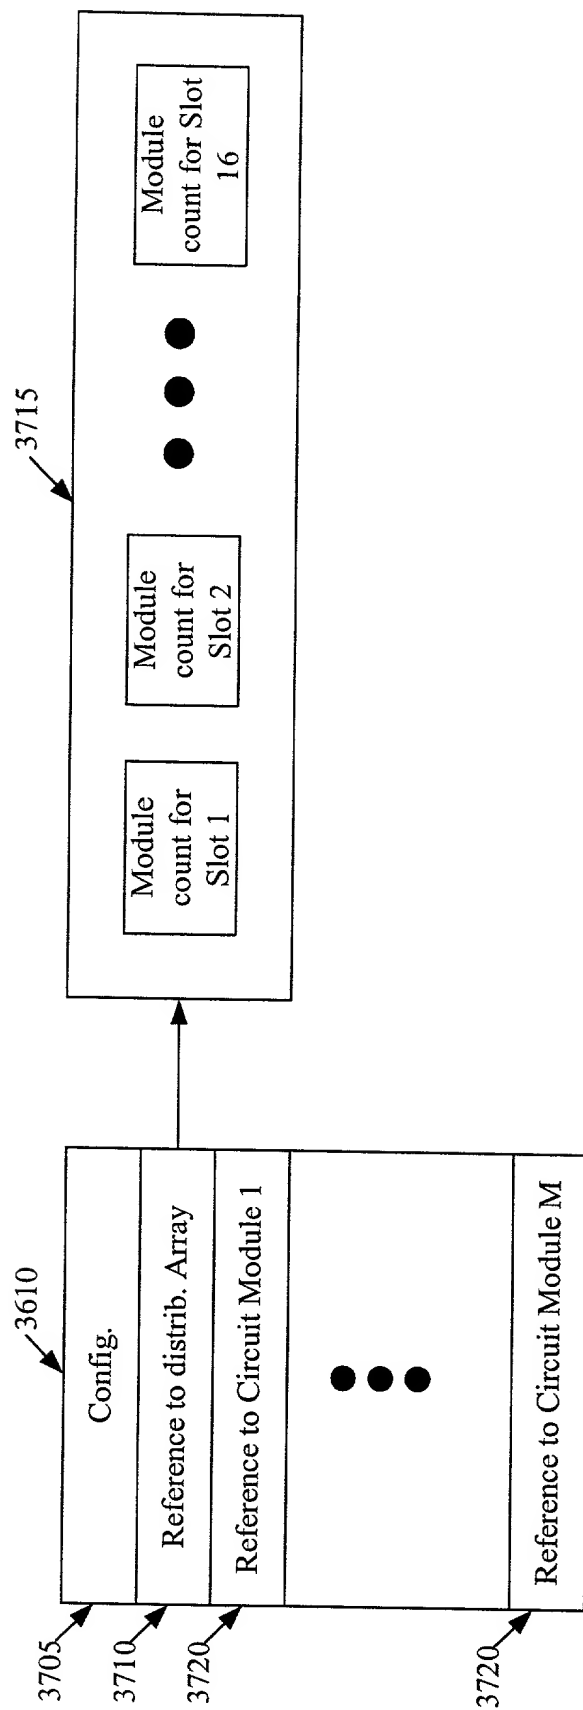 3610
3705
Config.
3710
Reference to distrib. Array
3720
Reference to Circuit Module 1
3720
Reference to Circuit Module M
3715
Module
count for
Slot 1
Module
count for
Slot 2
Module
count for Slot
16